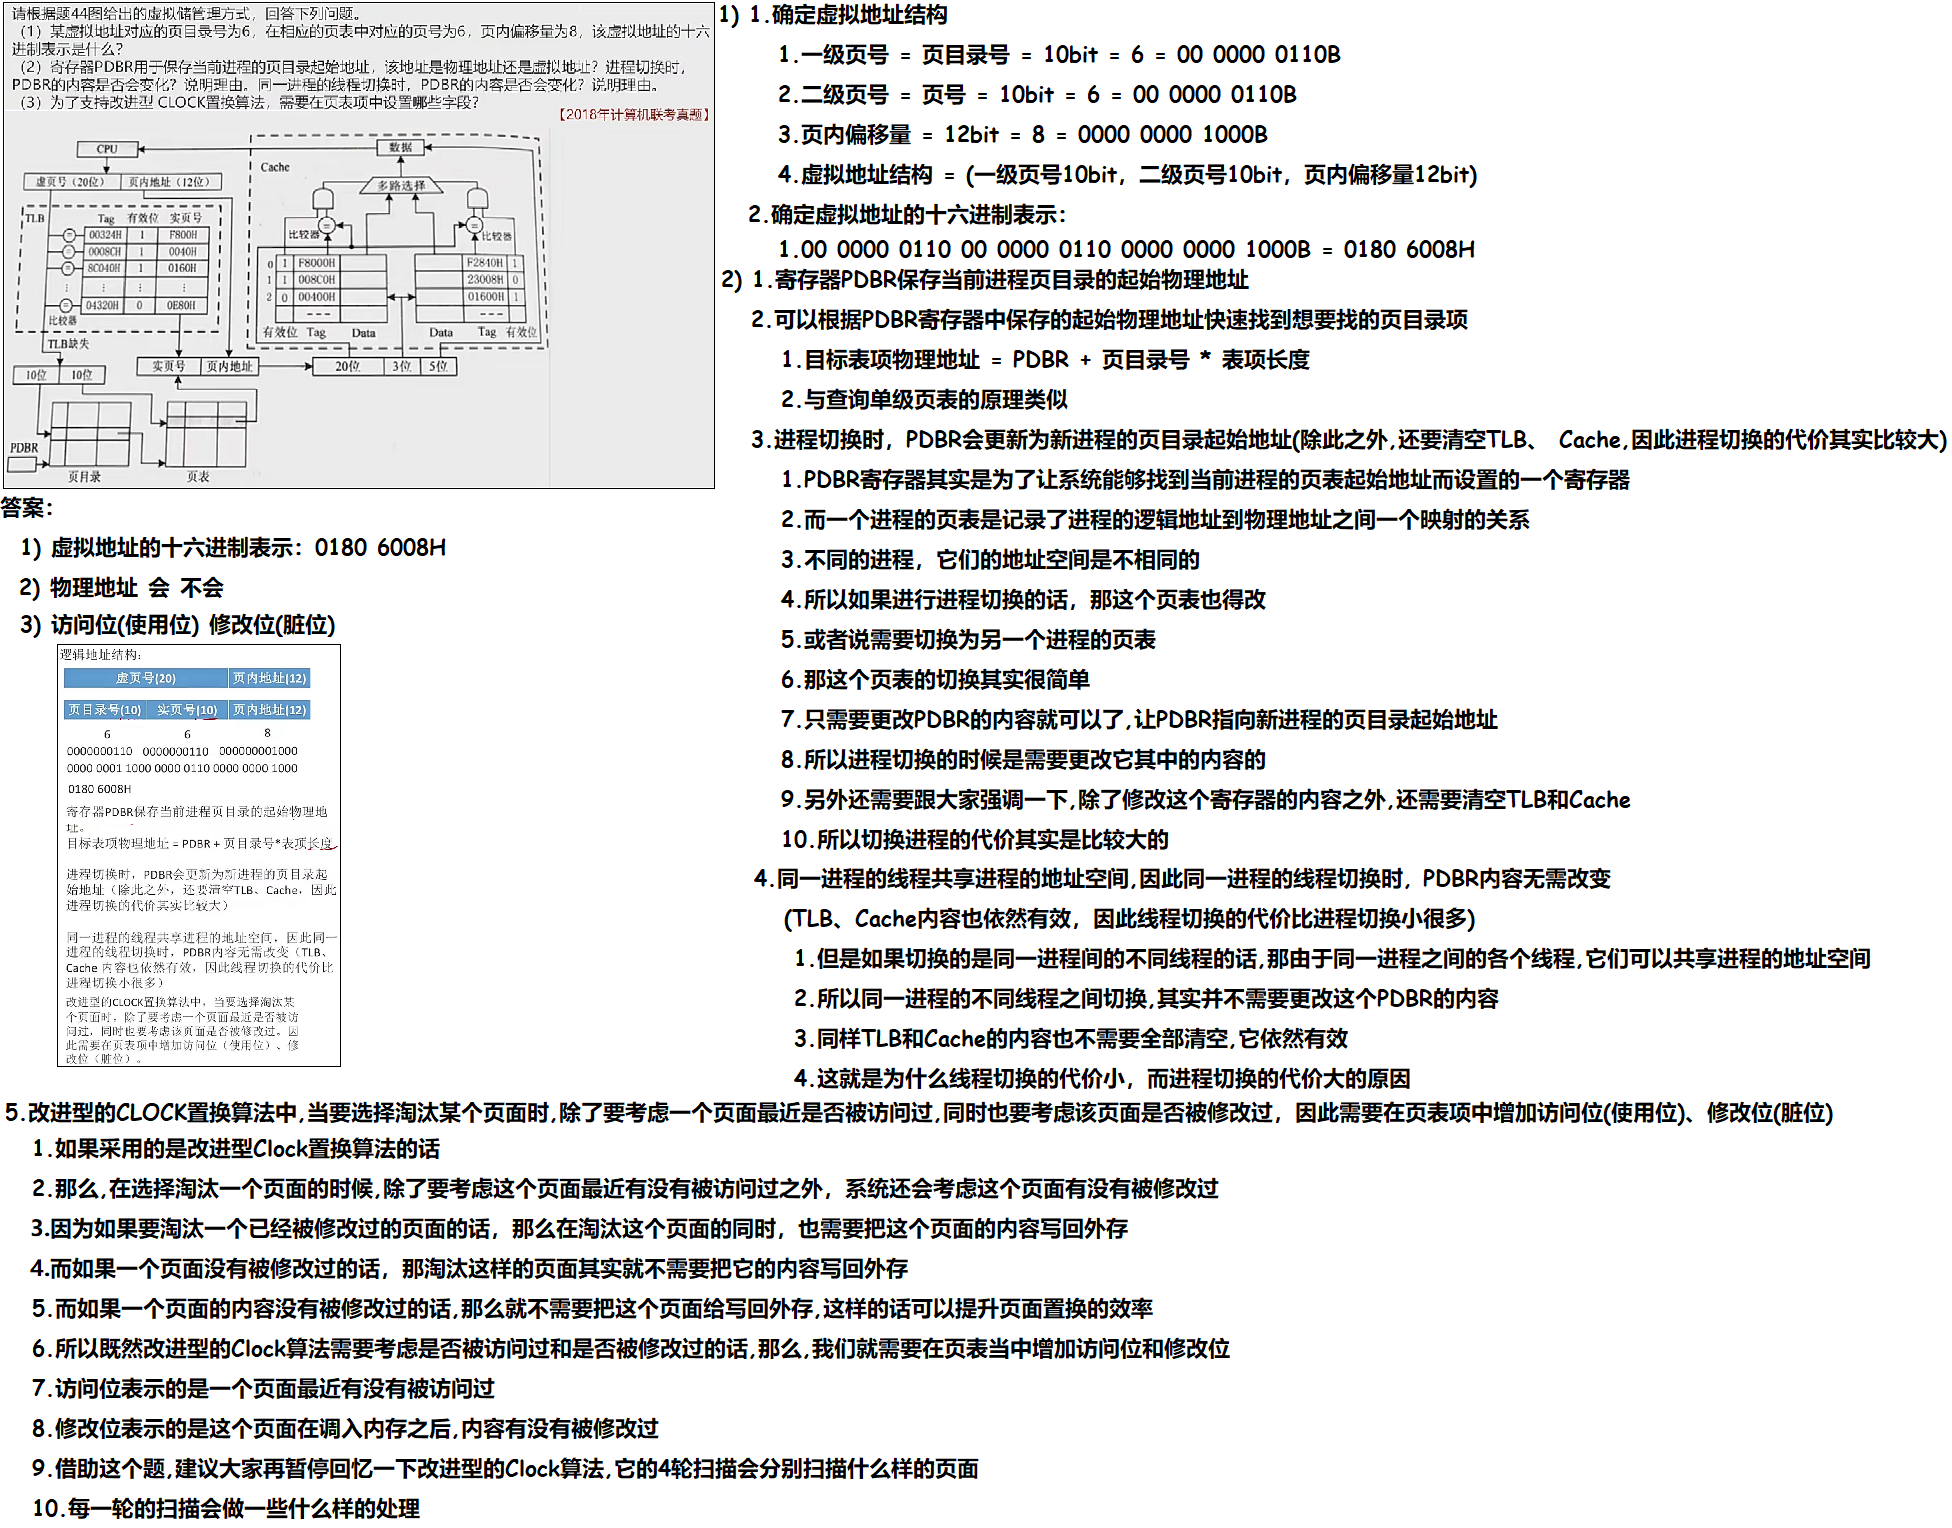 请根据题44图给出的虚拟储管理方式，回答下列问题。
（1）某虚拟地址对应的页目录号为6，在相应的页表中对应的页号为6，页内偏移量为8，该虚拟地址的十六
进制表示是什么？
（2）寄存器PDBR用于保存当前进程的页目录起始地址，该地址是物理地址还是虚拟地址？进程切换时，
PDBR的内容是否会变化？说明理由。同一进程的线程切换时，PDBR的内容是否会变化？说明理由。
（3）为了支持改进型 CLOCK置换算法，需要在页表项中设置哪些字段？
【2018年计算机联考真题】
CPU
数据
Cache
虚页号（20位） 页内地址（12位）
多路选择
TLB
Tag 有效位 实页号
00324H 1 F800H
0008CH 1 0040H
8C040H 1 0160H
⋮ ⋮ ⋮
04320H 0 0E80H
比较器
比较器
比较器
0 1 F8000H F2840H 1
1 1 008C0H 23008H 0
2 0 00400H 01600H 1
有效位 Tag Data Data Tag 有效位
TLB缺失
实页号 页内地址
20位 3位 5位
10位 10位
PDBR
页目录 页表
答案：
1) 虚拟地址的十六进制表示：0180 6008H
2) 物理地址 会 不会
3) 访问位(使用位) 修改位(脏位)
逻辑地址结构：
虚页号(20) 页内地址(12)
页目录号(10) 实页号(10) 页内地址(12)
6 6 8
0000000110 0000000110 000000001000
0000 0001 1000 0000 0110 0000 0000 1000
0180 6008H
寄存器PDBR保存当前进程页目录的起始物理地
址。
目标表项物理地址 = PDBR + 页目录号*表项长度
进程切换时，PDBR会更新为新进程的页目录起
始地址（除此之外，还要清空TLB、Cache，因此
进程切换的代价其实比较大）
同一进程的线程共享进程的地址空间，因此同一
进程的线程切换时，PDBR内容无需改变（TLB、
Cache 内容也依然有效，因此线程切换的代价比
进程切换小很多）
改进型的CLOCK置换算法中，当要选择淘汰某
个页面时，除了要考虑一个页面最近是否被访
问过，同时也要考虑该页面是否被修改过。因
此需要在页表项中增加访问位（使用位）、修
改位（脏位）。
1) 1.确定虚拟地址结构
1.一级页号 = 页目录号 = 10bit = 6 = 00 0000 0110B
2.二级页号 = 页号 = 10bit = 6 = 00 0000 0110B
3.页内偏移量 = 12bit = 8 = 0000 0000 1000B
4.虚拟地址结构 = (一级页号10bit，二级页号10bit，页内偏移量12bit)
2.确定虚拟地址的十六进制表示：
1.00 0000 0110 00 0000 0110 0000 0000 1000B = 0180 6008H
2) 1.寄存器PDBR保存当前进程页目录的起始物理地址
2.可以根据PDBR寄存器中保存的起始物理地址快速找到想要找的页目录项
1.目标表项物理地址 = PDBR + 页目录号 * 表项长度
2.与查询单级页表的原理类似
3.进程切换时，PDBR会更新为新进程的页目录起始地址(除此之外,还要清空TLB、 Cache,因此进程切换的代价其实比较大)
1.PDBR寄存器其实是为了让系统能够找到当前进程的页表起始地址而设置的一个寄存器
2.而一个进程的页表是记录了进程的逻辑地址到物理地址之间一个映射的关系
3.不同的进程，它们的地址空间是不相同的
4.所以如果进行进程切换的话，那这个页表也得改
5.或者说需要切换为另一个进程的页表
6.那这个页表的切换其实很简单
7.只需要更改PDBR的内容就可以了,让PDBR指向新进程的页目录起始地址
8.所以进程切换的时候是需要更改它其中的内容的
9.另外还需要跟大家强调一下,除了修改这个寄存器的内容之外,还需要清空TLB和Cache
10.所以切换进程的代价其实是比较大的
4.同一进程的线程共享进程的地址空间,因此同一进程的线程切换时，PDBR内容无需改变
(TLB、Cache内容也依然有效，因此线程切换的代价比进程切换小很多)
1.但是如果切换的是同一进程间的不同线程的话,那由于同一进程之间的各个线程,它们可以共享进程的地址空间
2.所以同一进程的不同线程之间切换,其实并不需要更改这个PDBR的内容
3.同样TLB和Cache的内容也不需要全部清空,它依然有效
4.这就是为什么线程切换的代价小，而进程切换的代价大的原因
5.改进型的CLOCK置换算法中,当要选择淘汰某个页面时,除了要考虑一个页面最近是否被访问过,同时也要考虑该页面是否被修改过，因此需要在页表项中增加访问位(使用位)、修改位(脏位)
1.如果采用的是改进型Clock置换算法的话
2.那么,在选择淘汰一个页面的时候,除了要考虑这个页面最近有没有被访问过之外，系统还会考虑这个页面有没有被修改过
3.因为如果要淘汰一个已经被修改过的页面的话，那么在淘汰这个页面的同时，也需要把这个页面的内容写回外存
4.而如果一个页面没有被修改过的话，那淘汰这样的页面其实就不需要把它的内容写回外存
5.而如果一个页面的内容没有被修改过的话,那么就不需要把这个页面给写回外存,这样的话可以提升页面置换的效率
6.所以既然改进型的Clock算法需要考虑是否被访问过和是否被修改过的话,那么,我们就需要在页表当中增加访问位和修改位
7.访问位表示的是一个页面最近有没有被访问过
8.修改位表示的是这个页面在调入内存之后,内容有没有被修改过
9.借助这个题,建议大家再暂停回忆一下改进型的Clock算法,它的4轮扫描会分别扫描什么样的页面
10.每一轮的扫描会做一些什么样的处理